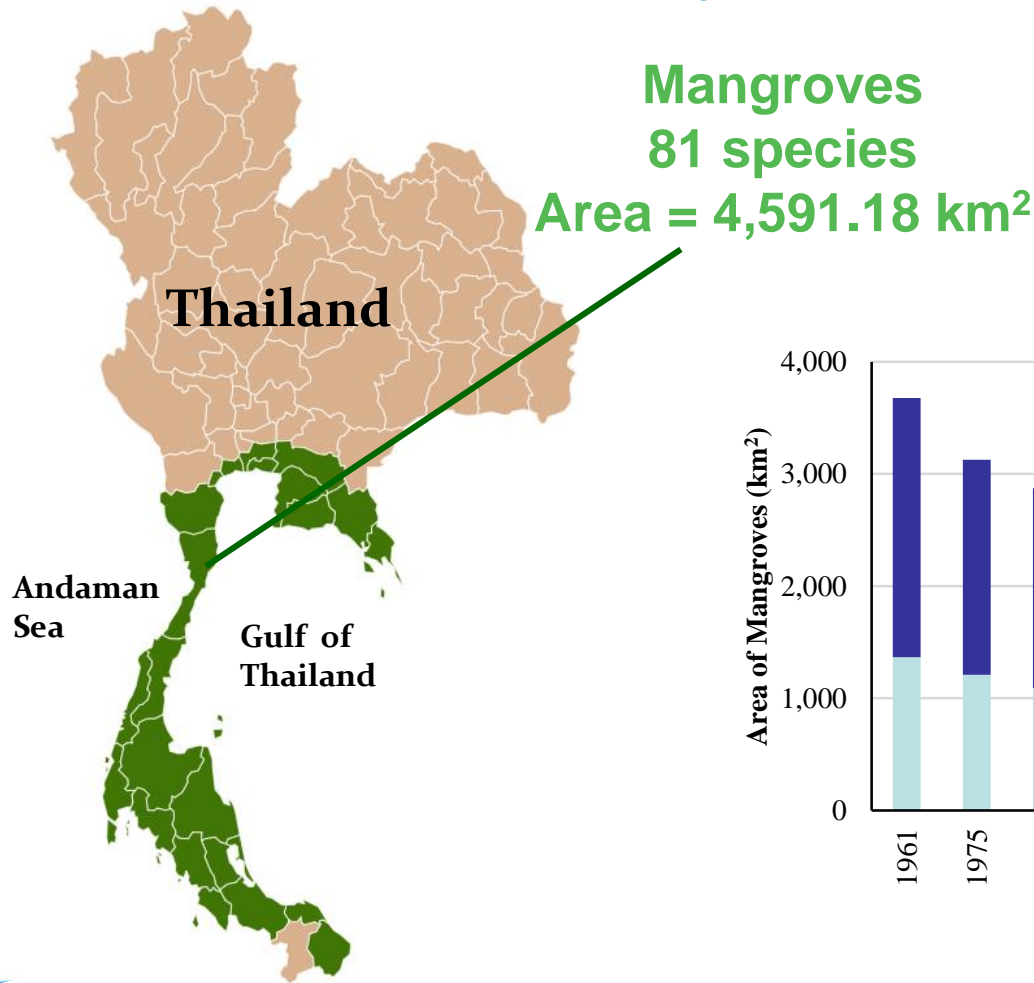 Mangroves
81 species
Area = 4,591.18 km²
Thailand
Andaman
Sea
Gulf of
Thailand
Area of Mangroves (km²)
4,000
3,000
2,000
1,000
0
1961
1975